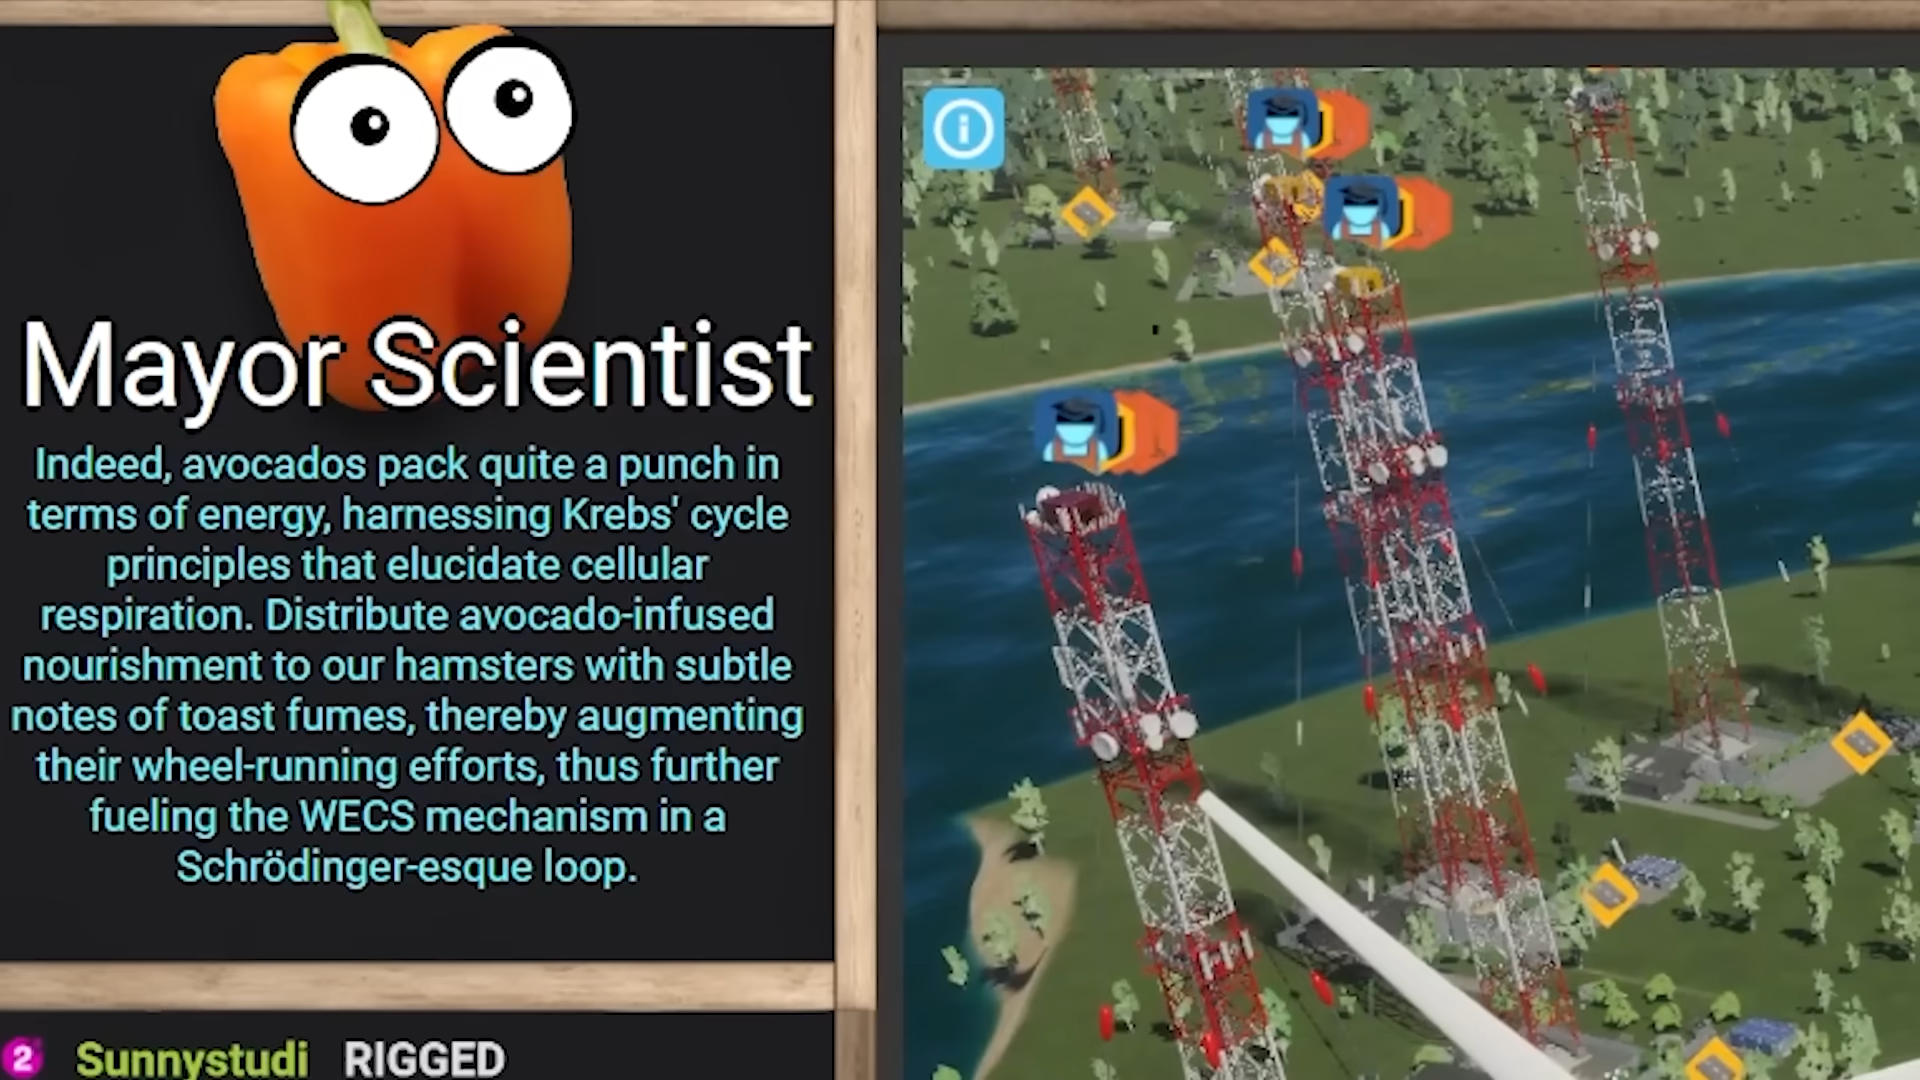 Mayor Scientist
Indeed, avocados pack quite a punch in
terms of energy, harnessing Krebs' cycle
principles that elucidate cellular
respiration. Distribute avocado-infused
nourishment to our hamsters with subtle
notes of toast fumes, thereby augmenting
their wheel-running efforts, thus further
fueling the WECS mechanism in a
Schrödinger-esque loop.
2 Sunnystudi RIGGED